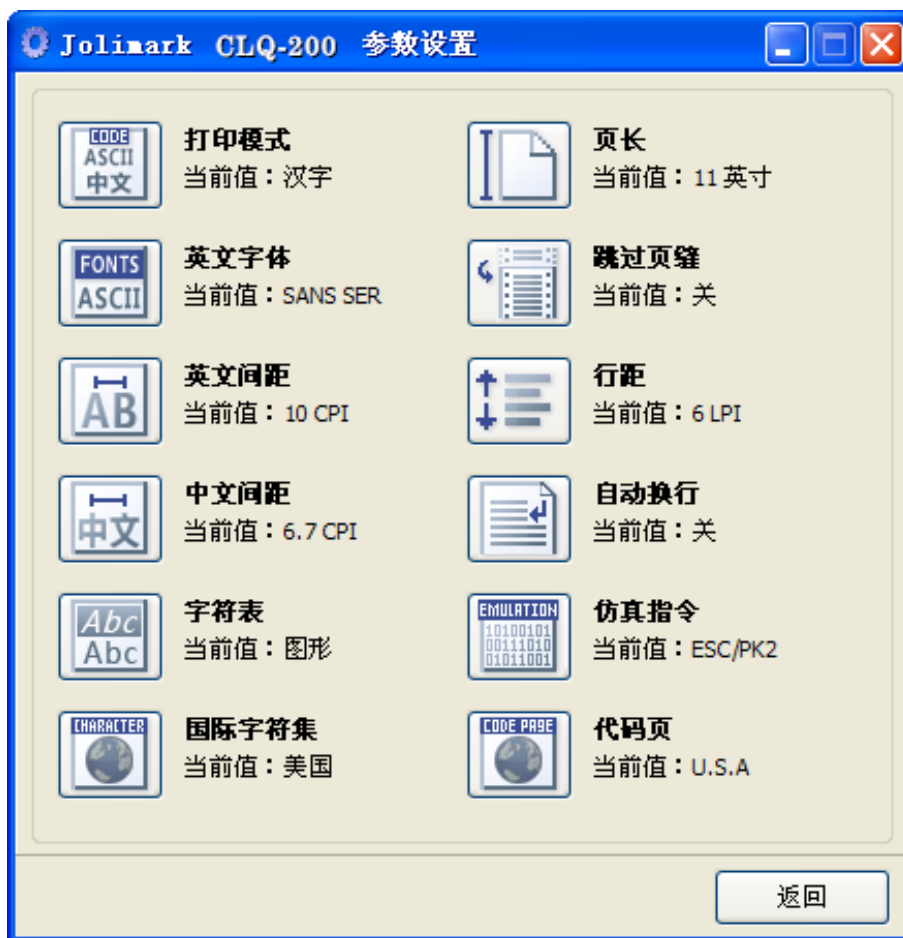 Jolimark CLQ-200 参数设置
CODE
ASCII
中文
打印模式
当前值：汉字
页长
当前值：11 英寸
FONTS
ASCII
英文字体
当前值：SANS SER
跳过页缝
当前值：关
AB
英文间距
当前值：10 CPI
行距
当前值：6 LPI
中文
中文间距
当前值：6.7 CPI
自动换行
当前值：关
Abc
Abc
字符表
当前值：图形
EMULATION
10100101
00111010
01011001
仿真指令
当前值：ESC/PK2
CHARACTER
国际字符集
当前值：美国
CODE PAGE
代码页
当前值：U.S.A
返回